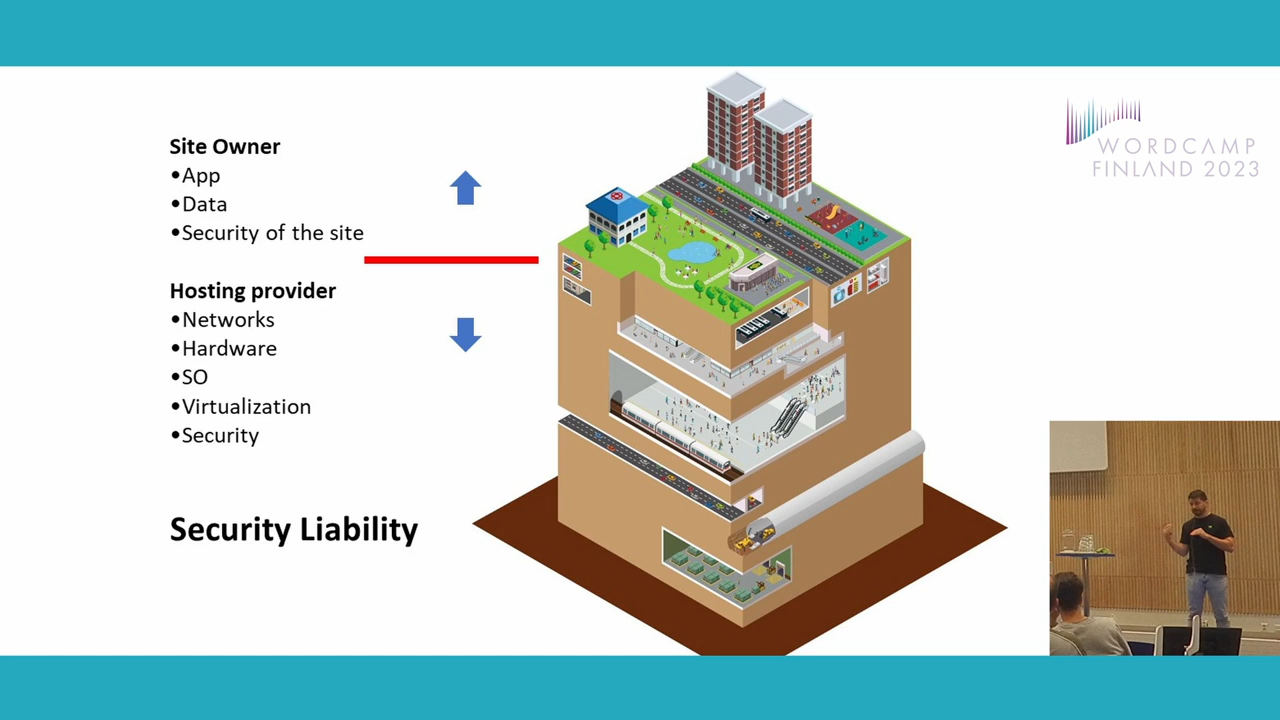 Site Owner
•App
•Data
•Security of the site
Hosting provider
•Networks
•Hardware
•SO
•Virtualization
•Security
Security Liability
WORDCAMP
FINLAND 2023